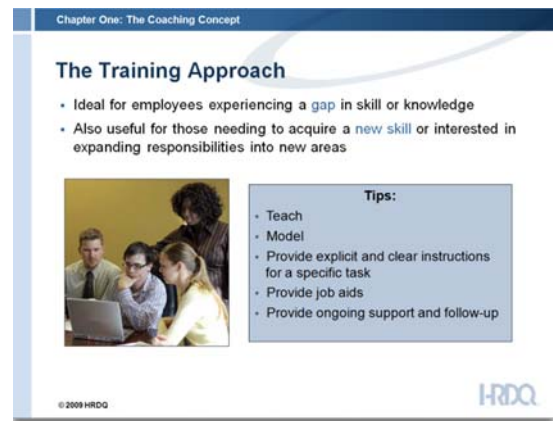 Chapter One: The Coaching Concept
The Training Approach
• Ideal for employees experiencing a gap in skill or knowledge
• Also useful for those needing to acquire a new skill or interested in
expanding responsibilities into new areas
Tips:
• Teach
• Model
• Provide explicit and clear instructions
for a specific task
• Provide job aids
• Provide ongoing support and follow-up
© 2009 HRDQ
HRDQ